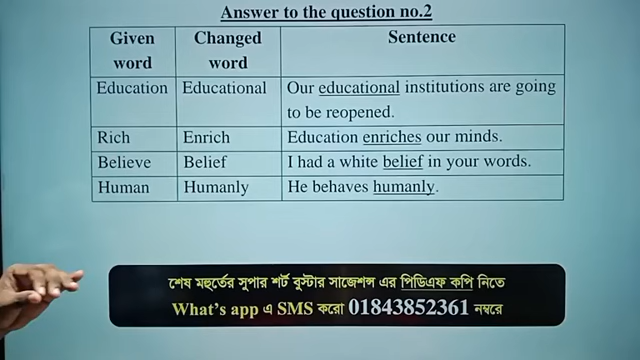 Answer to the question no.2
Given word Changed word Sentence
Education Educational Our educational institutions are going to be reopened.
Rich Enrich Education enriches our minds.
Believe Belief I had a white belief in your words.
Human Humanly He behaves humanly.
শেষ মহুর্তের সুপার শর্ট বুস্টার সাজেশন্স এর পিডিএফ কপি নিতে
What's app এ SMS করো 01843852361 নম্বরে